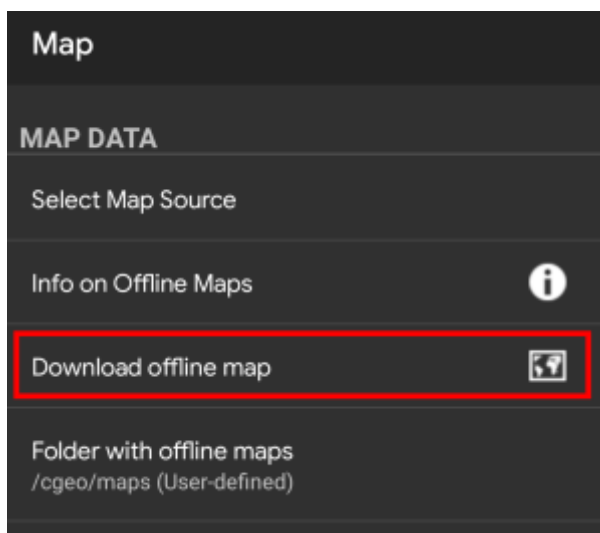 Map
MAP DATA
Select Map Source
Info on Offline Maps
Download offline map
Folder with offline maps
/cgeo/maps (User-defined)